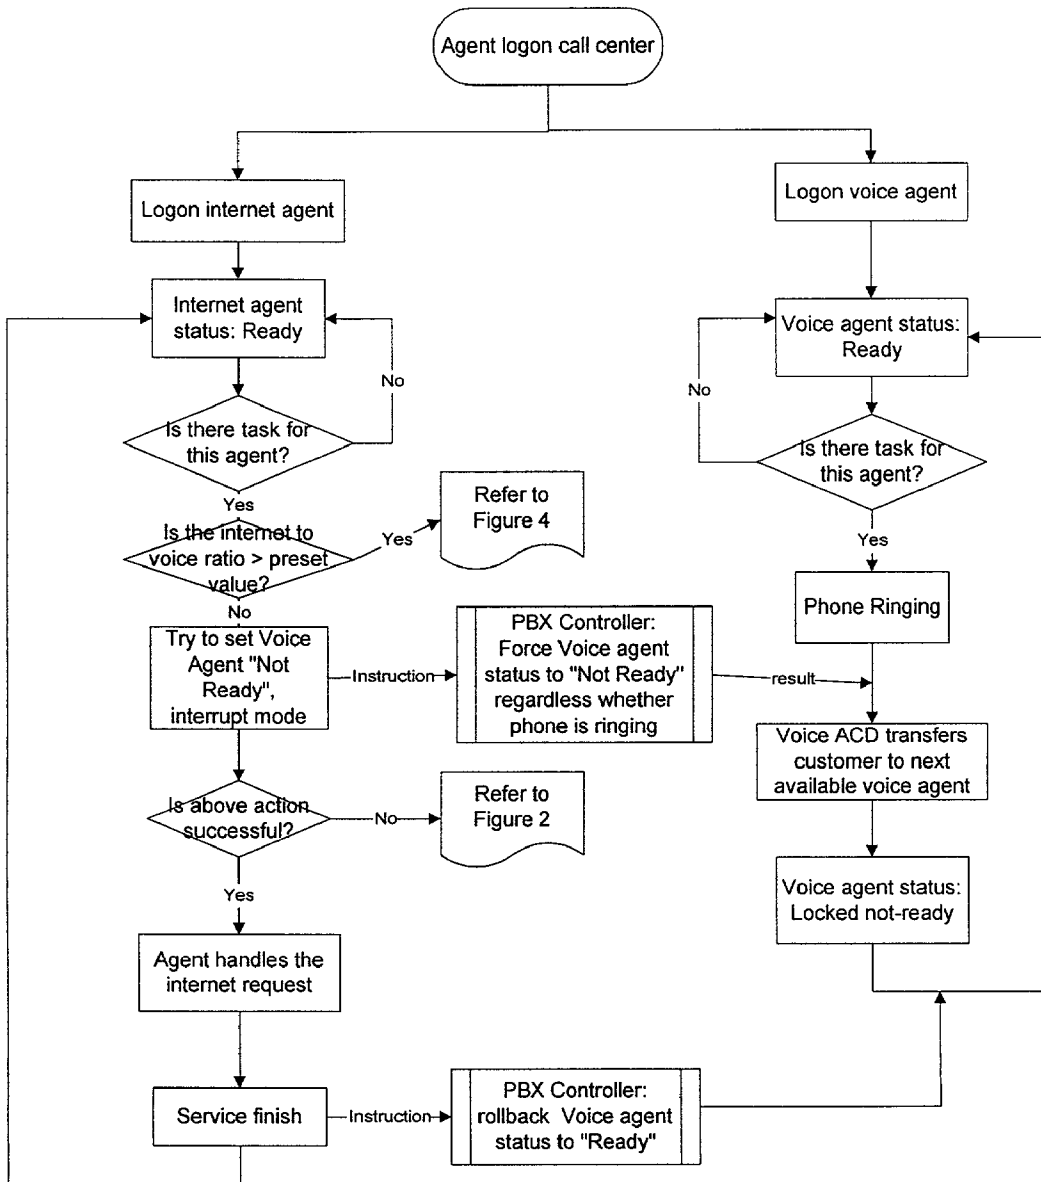 Agent logon call center
Logon internet agent
Logon voice agent
Internet agent
status: Ready
Voice agent status:
Ready
No
No
Is there task for
this agent?
Is there task for
this agent?
Yes
Refer to
Figure 4
Is the internet to
voice ratio > preset
value?
Yes
Yes
No
Phone Ringing
Try to set Voice
Agent "Not
Ready",
interrupt mode
Instruction
PBX Controller:
Force Voice agent
status to "Not Ready"
regardless whether
phone is ringing
result
Voice ACD transfers
customer to next
available voice agent
Is above action
successful?
No
Refer to
Figure 2
Yes
Voice agent status:
Locked not-ready
Agent handles the
internet request
Service finish
Instruction
PBX Controller:
rollback Voice agent
status to "Ready"